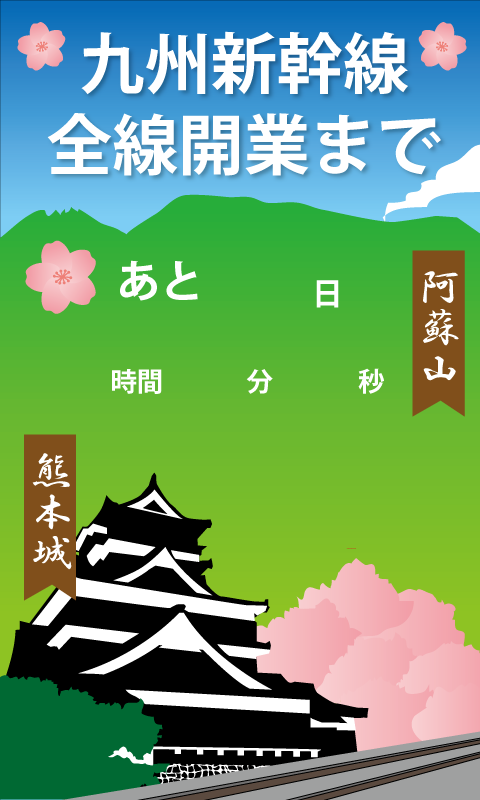 九州新幹線
全線開業まで
あと 日
時間 分 秒
阿蘇山
熊本城